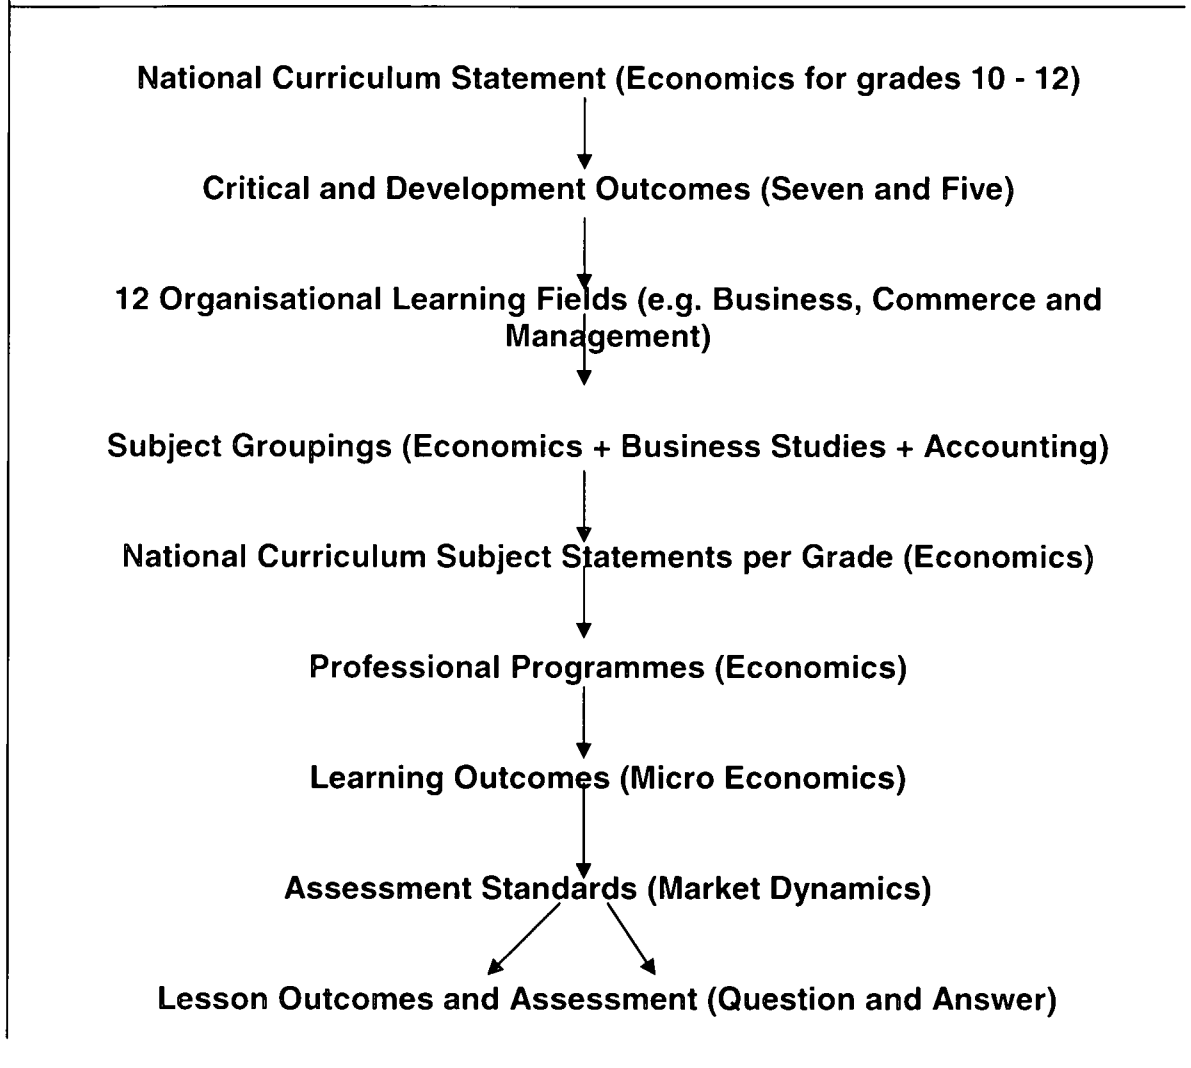 National Curriculum Statement (Economics for grades 10 - 12)
Critical and Development Outcomes (Seven and Five)
12 Organisational Learning Fields (e.g. Business, Commerce and
Management)
Subject Groupings (Economics + Business Studies + Accounting)
National Curriculum Subject Statements per Grade (Economics)
Professional Programmes (Economics)
Learning Outcomes (Micro Economics)
Assessment Standards (Market Dynamics)
Lesson Outcomes and Assessment (Question and Answer)